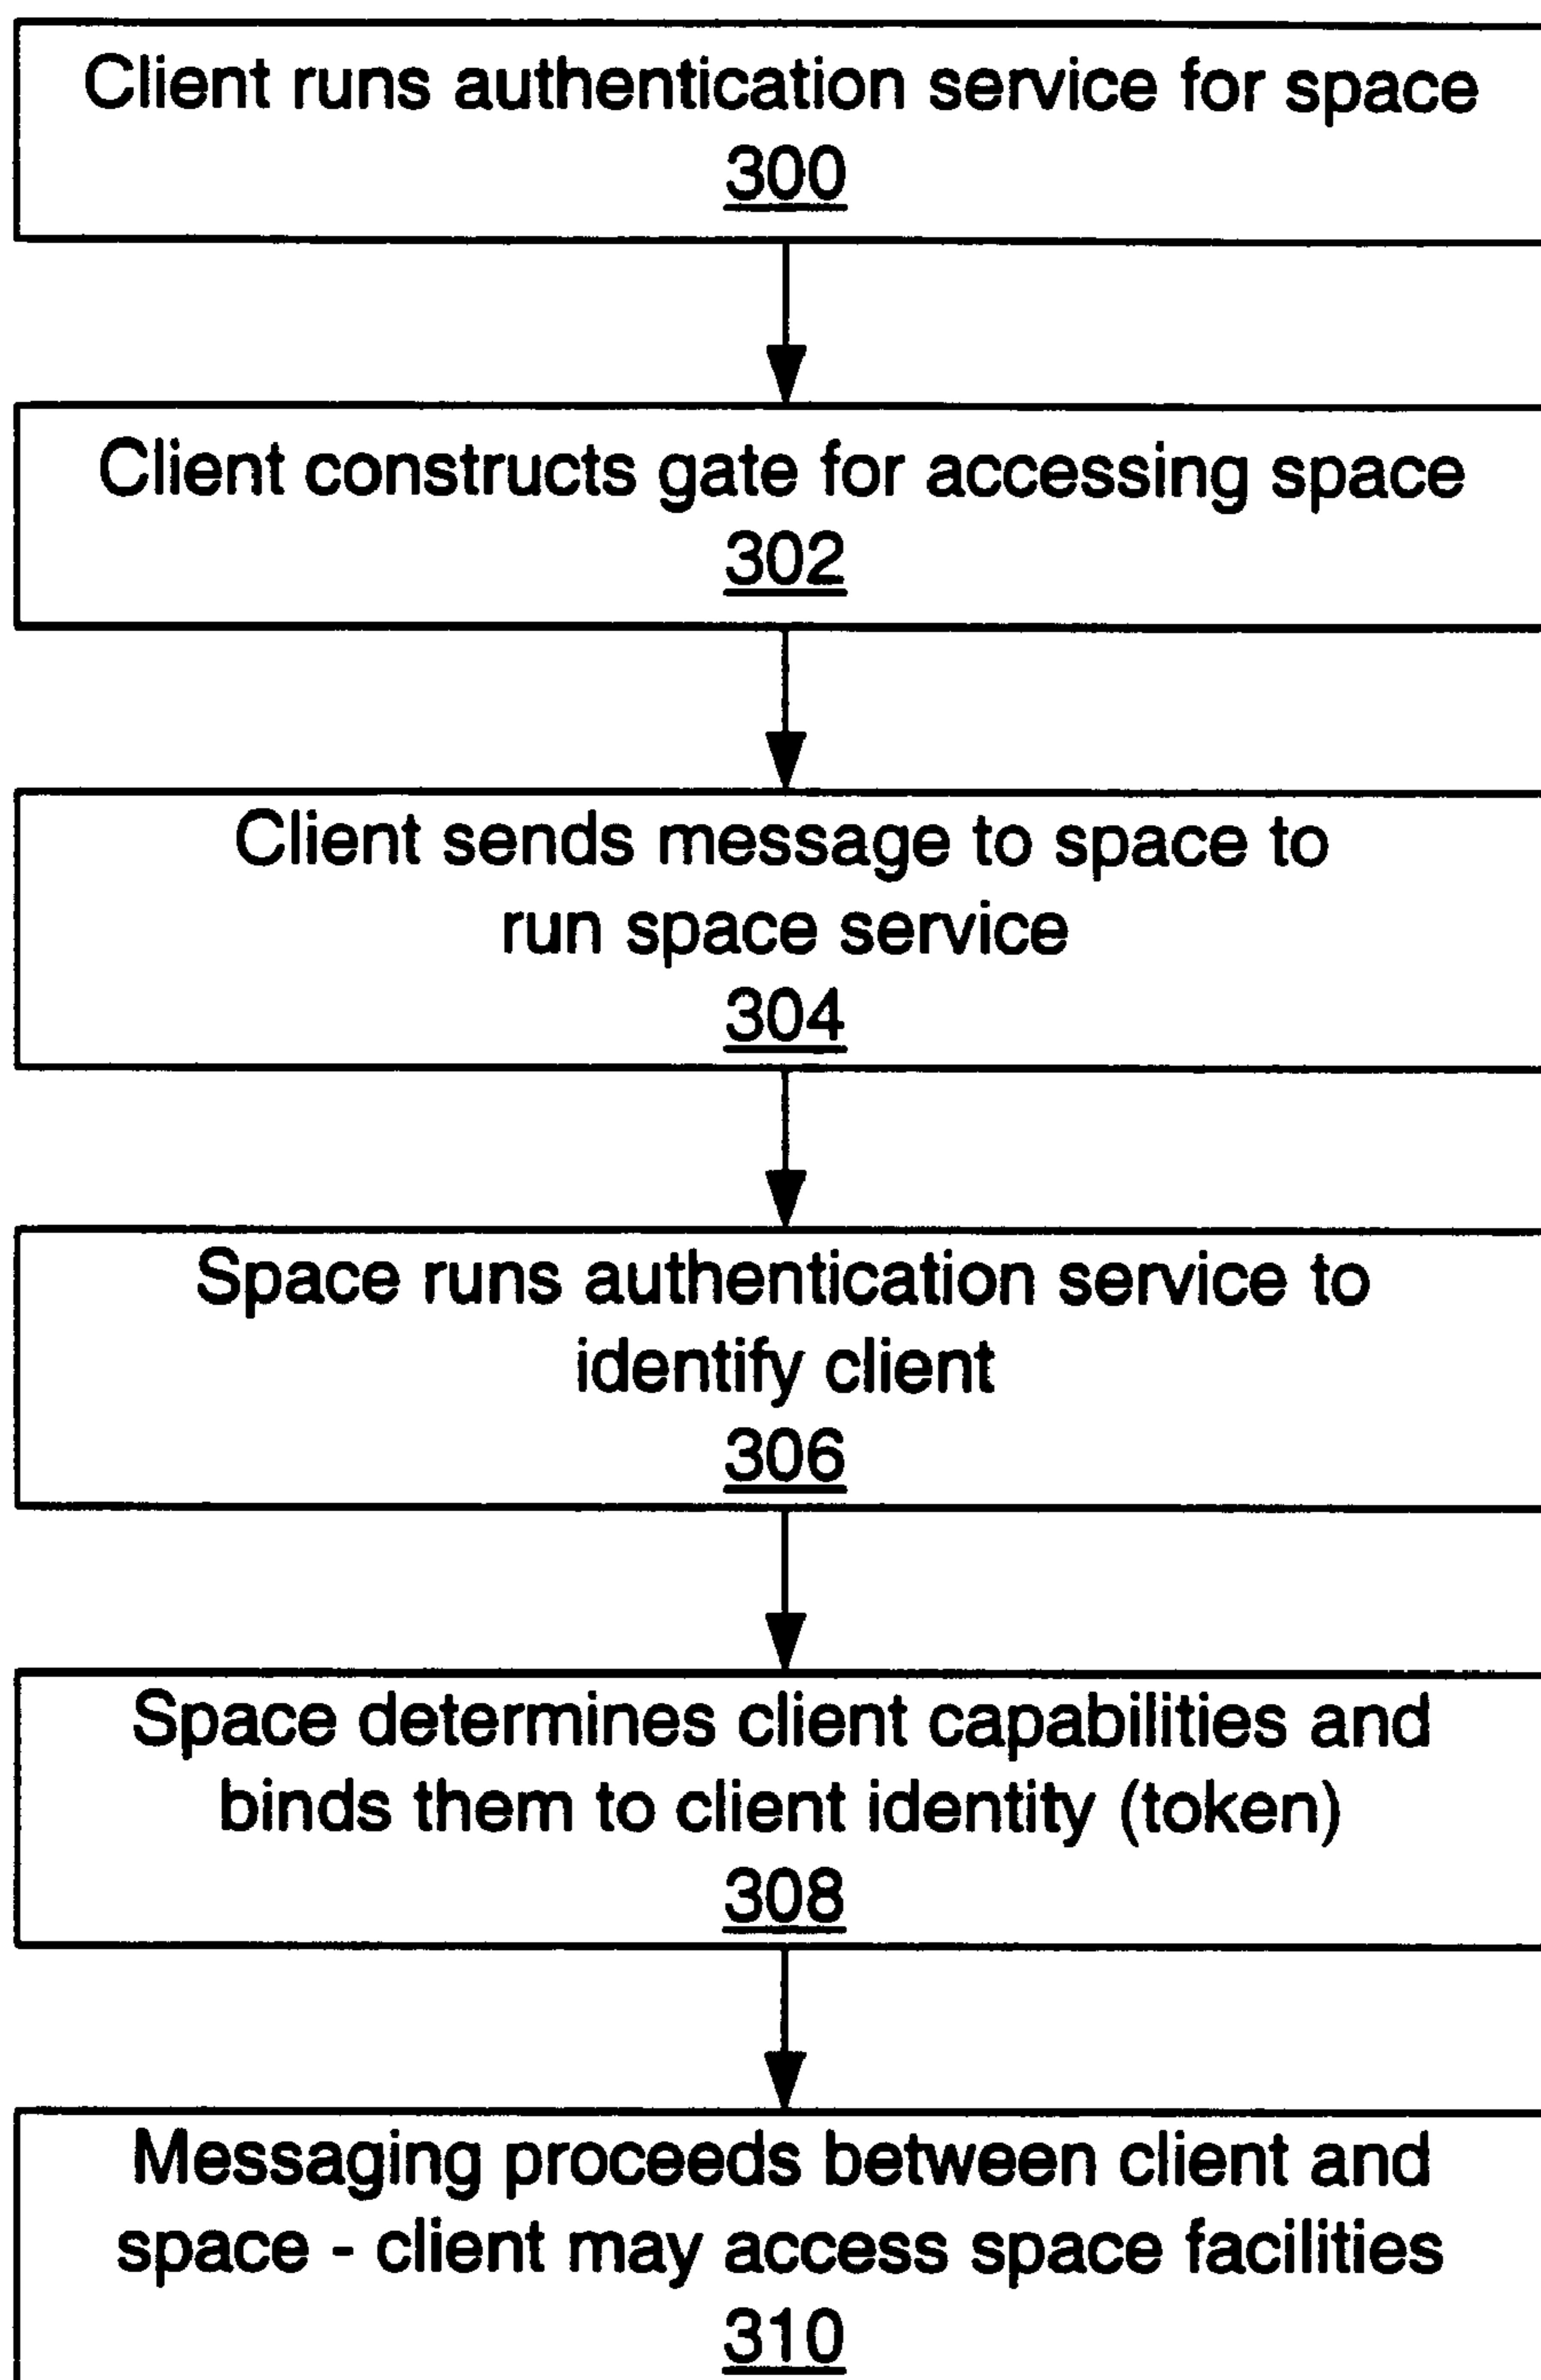 Client runs authentication service for space
300
Client constructs gate for accessing space
302
Client sends message to space to
run space service
304
Space runs authentication service to
identify client
306
Space determines client capabilities and
binds them to client identity (token)
308
Messaging proceeds between client and
space - client may access space facilities
310